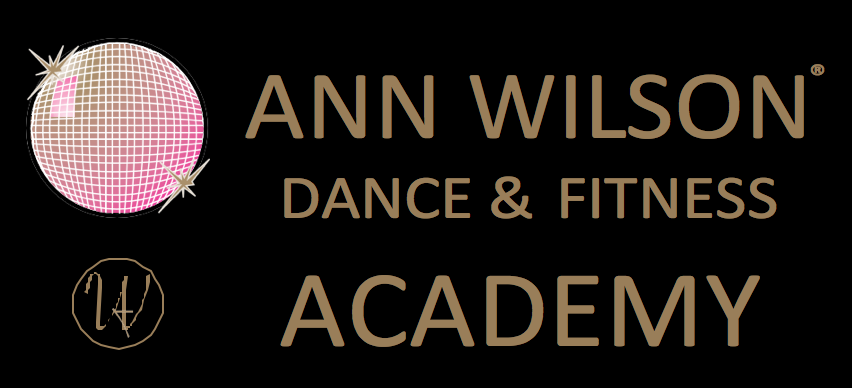 ANN WILSON®
DANCE & FITNESS
ACADEMY